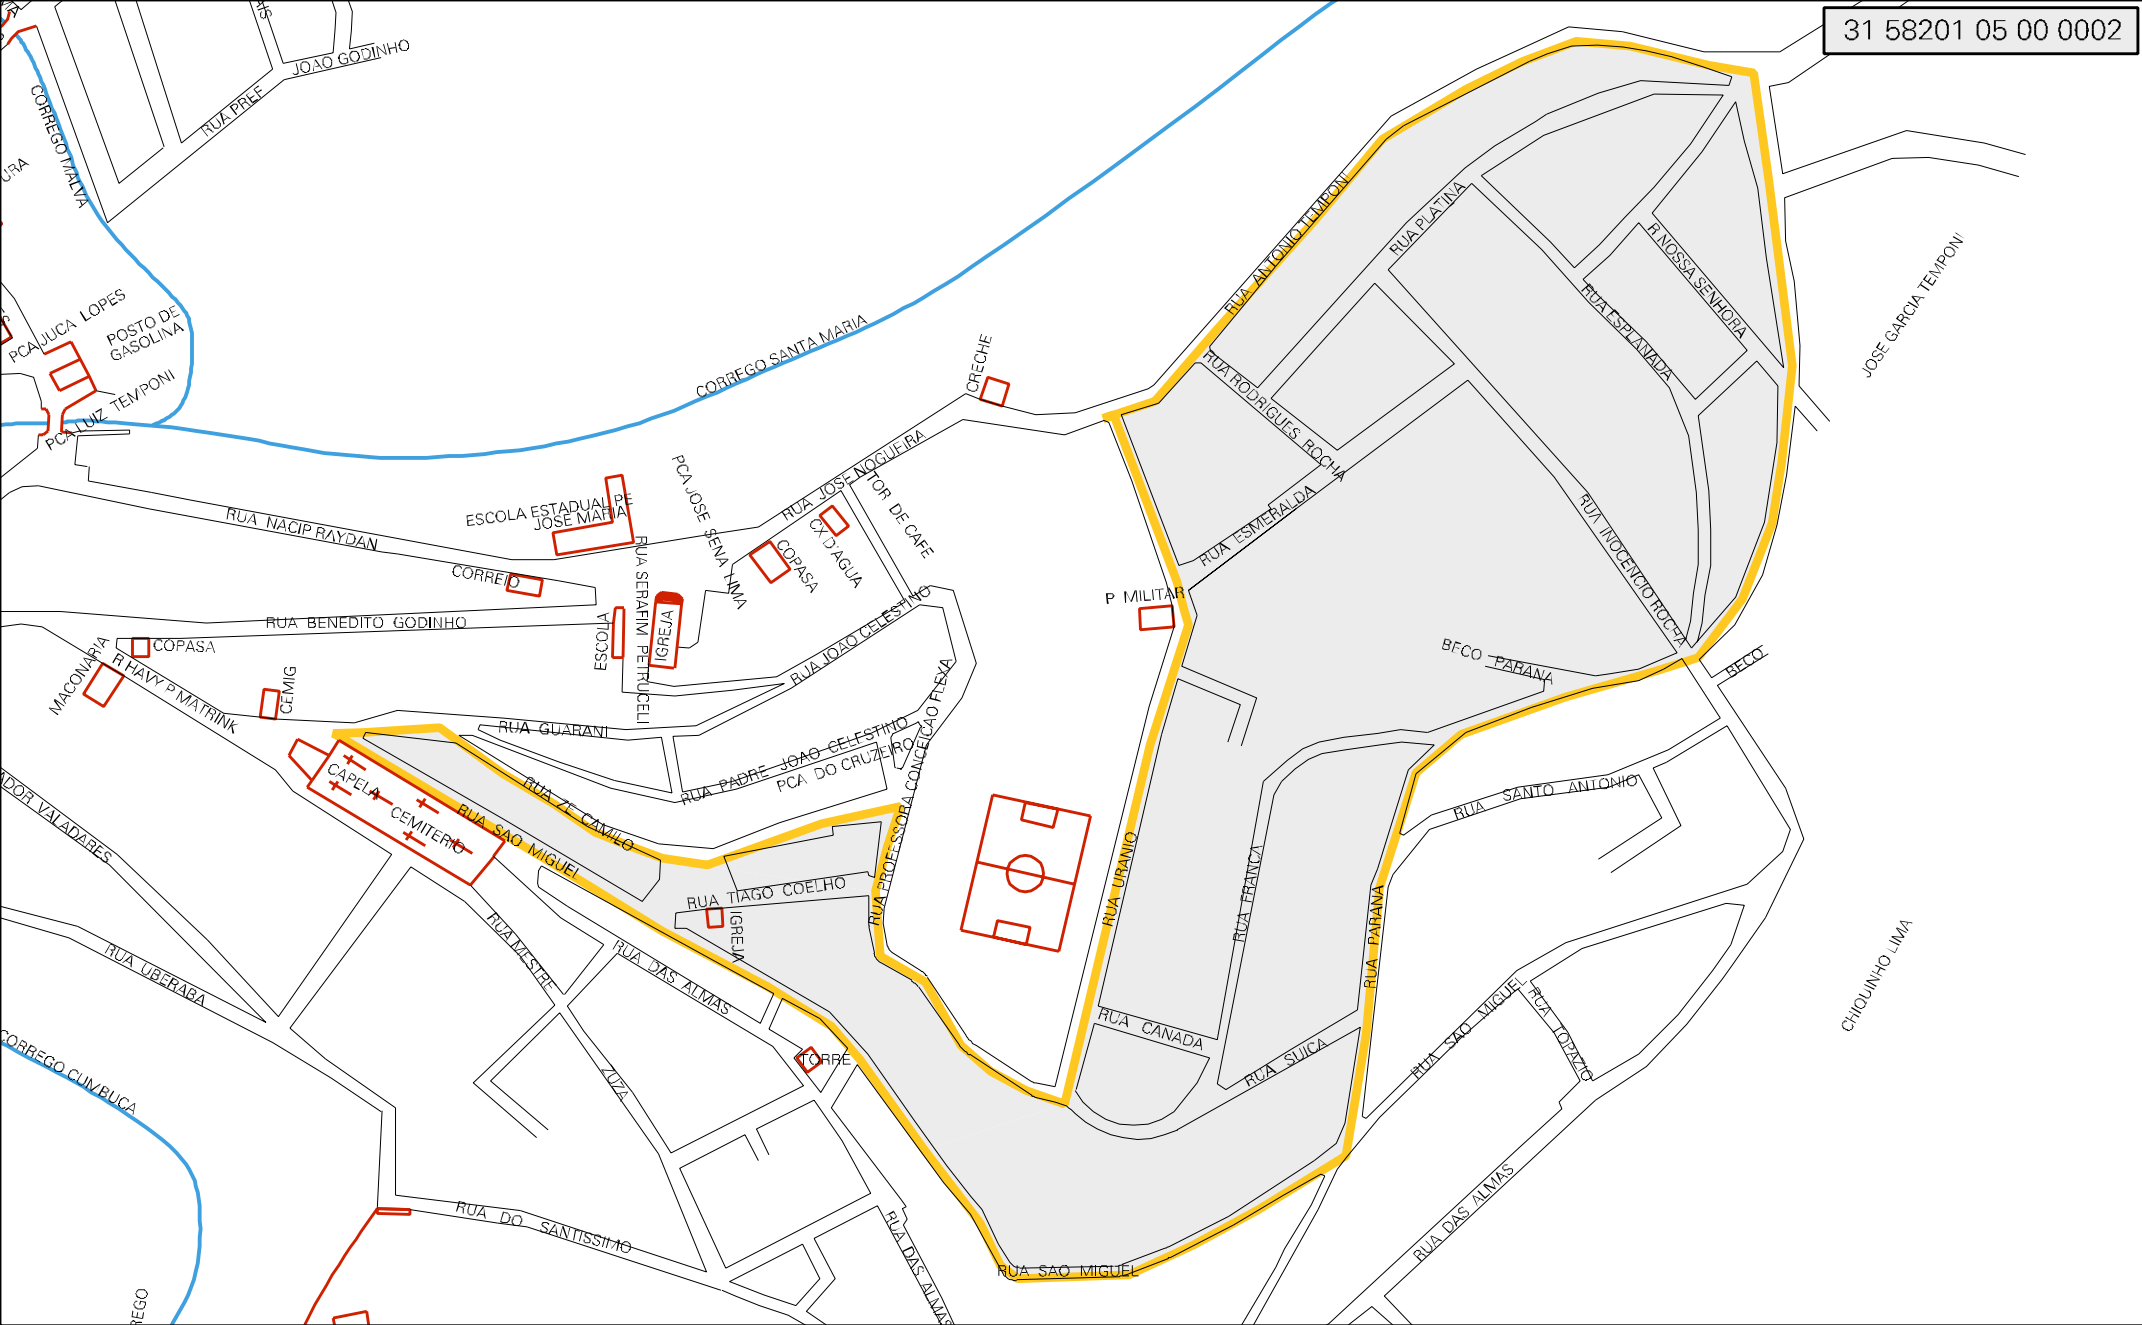 31 58201 05 00 0002
JOAO GODINHO
RUA PREF
CORREGO MALVA
URA
PCA JUCA LOPES
POSTO DE
GASOLINA
PCA LUIZ TEMPONI
CORREGO SANTA MARIA
CRECHE
RUA ANTONIO TEMPONI
RUA PLATINA
R NOSSA SENHORA
RUA ESPLANADA
JOSE GARCIA TEMPONI
RUA RODRIGUES ROCHA
RUA ESMERALDA
RUA INOCENCIO ROCHA
RUA JOSE NOGUEIRA
TOR. DE CAFE
CX D'AGUA
COPASA
PCA JOSE SENA LIMA
ESCOLA ESTADUAL PE
JOSE MARIA
RUA NACIP RAYDAN
CORREIO
RUA SERAFIM PETRUCELI
RUA BENEDITO GODINHO
ESCOLA
IGREJA
RUA JOAO CELESTINO
P MILITAR
BECO PARANA
BECO
COPASA
MACONARIA
R HAVY P MATRINK
CEMIG
RUA GUARANI
RUA PADRE JOAO CELESTINO
PCA DO CRUZEIRO
RUA PROFESSORA CONCEICAO FLEXA
CAPELA
CEMITERIO
RUA ZE CAMILO
RUA SAO MIGUEL
RUA TIAGO COELHO
IGREJA
RUA URANIO
RUA FRANCA
RUA PARANA
RUA SANTO ANTONIO
ADOR VALADARES
RUA UBERABA
RUA MESTRE
ZUZA
RUA DAS ALMAS
TORRE
RUA CANADA
RUA SUICA
RUA SAO MIGUEL
RUA TOPAZIO
CHIQUINHO LIMA
CORREGO CUMBUCA
RUA DO SANTISSIMO
RUA DAS ALMAS
RUA SAO MIGUEL
RUA DAS ALMAS
REGO